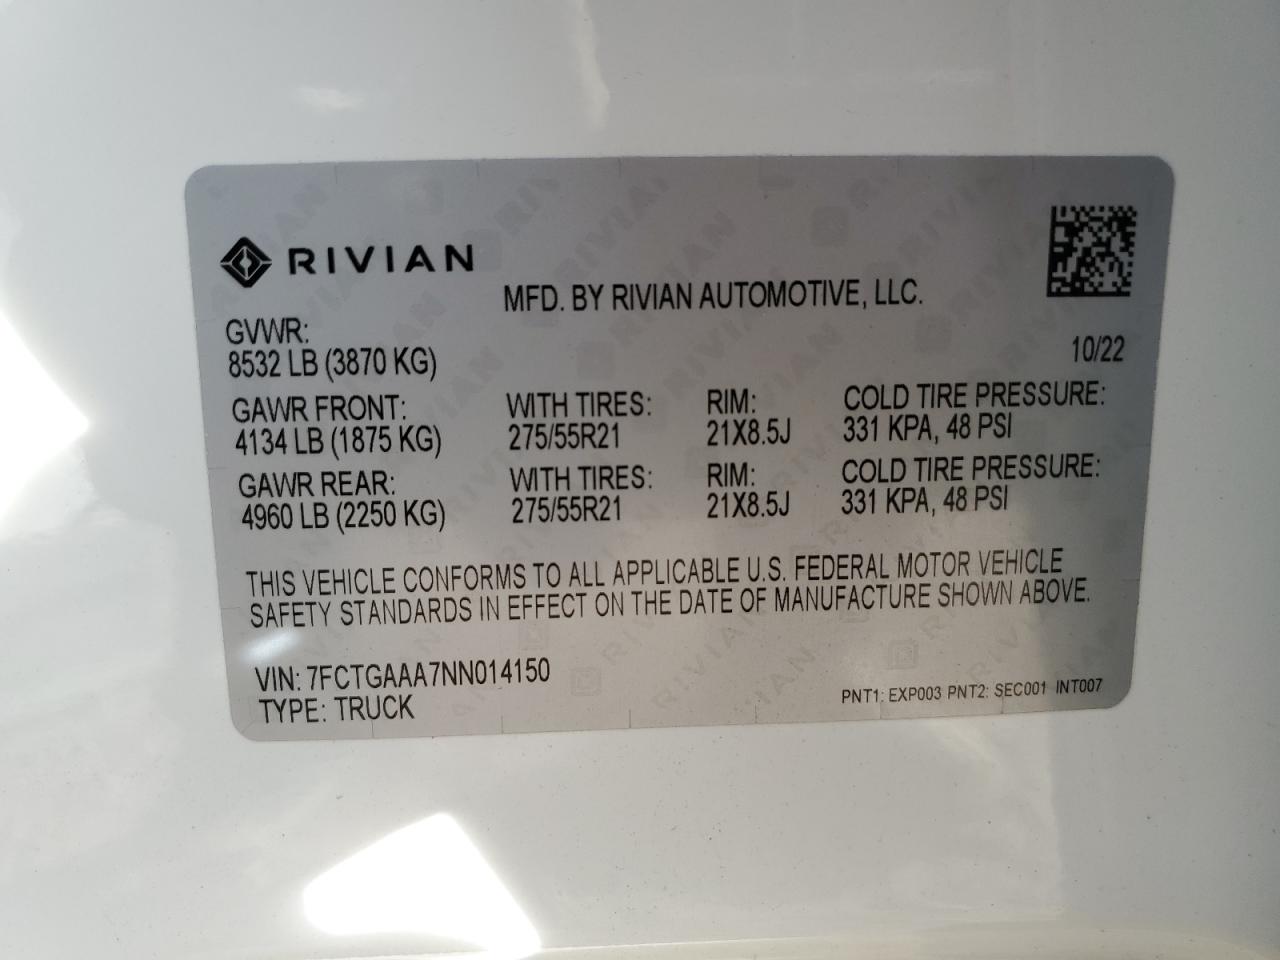 RIVIAN
MFD. BY RIVIAN AUTOMOTIVE, LLC.
GVWR:
8532 LB (3870 KG)
10/22
GAWR FRONT: WITH TIRES: RIM: COLD TIRE PRESSURE:
4134 LB (1875 KG) 275/55R21 21X8.5J 331 KPA, 48 PSI
GAWR REAR: WITH TIRES: RIM: COLD TIRE PRESSURE:
4960 LB (2250 KG) 275/55R21 21X8.5J 331 KPA, 48 PSI
THIS VEHICLE CONFORMS TO ALL APPLICABLE U.S. FEDERAL MOTOR VEHICLE
SAFETY STANDARDS IN EFFECT ON THE DATE OF MANUFACTURE SHOWN ABOVE.
VIN: 7FCTGAAA7NN014150
TYPE: TRUCK
PNT1: EXP003 PNT2: SEC001 INT007